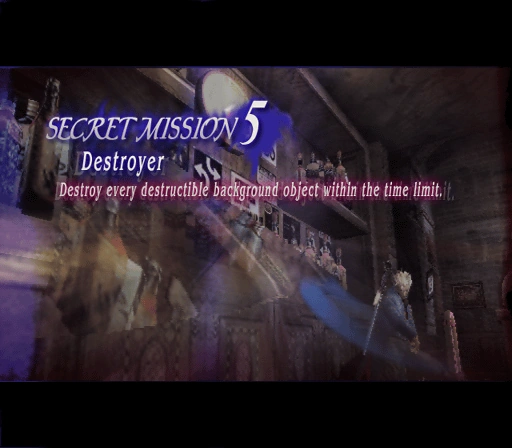 SECRET MISSION 5
Destroyer
Destroy every destructible background object within the time limit.